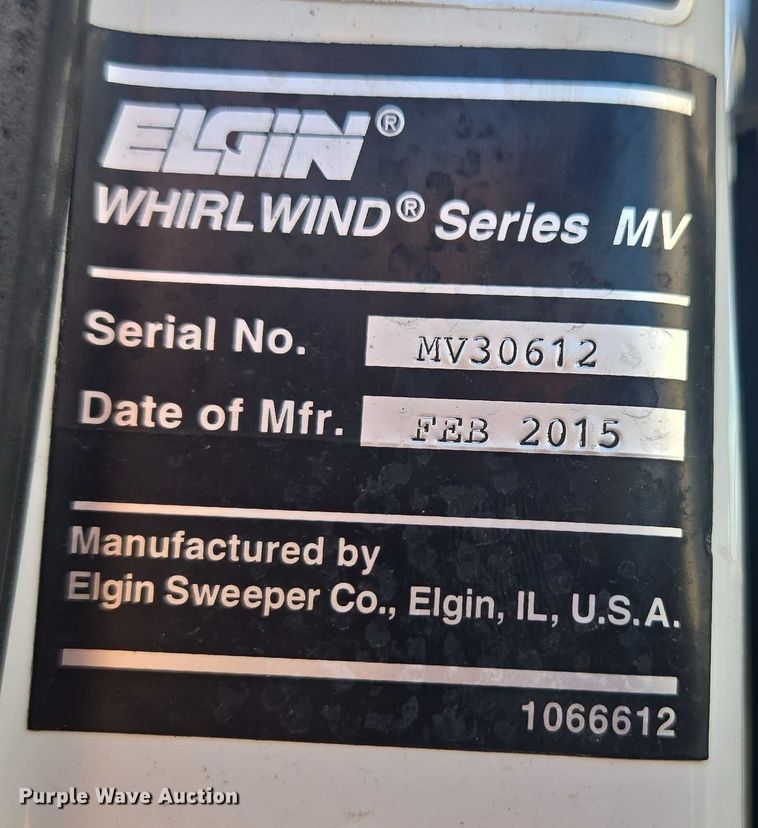 ELGIN®
WHIRLWIND® Series MV
Serial No. MV30612
Date of Mfr. FEB 2015
Manufactured by
Elgin Sweeper Co., Elgin, IL, U.S.A.
1066612
Purple Wave Auction